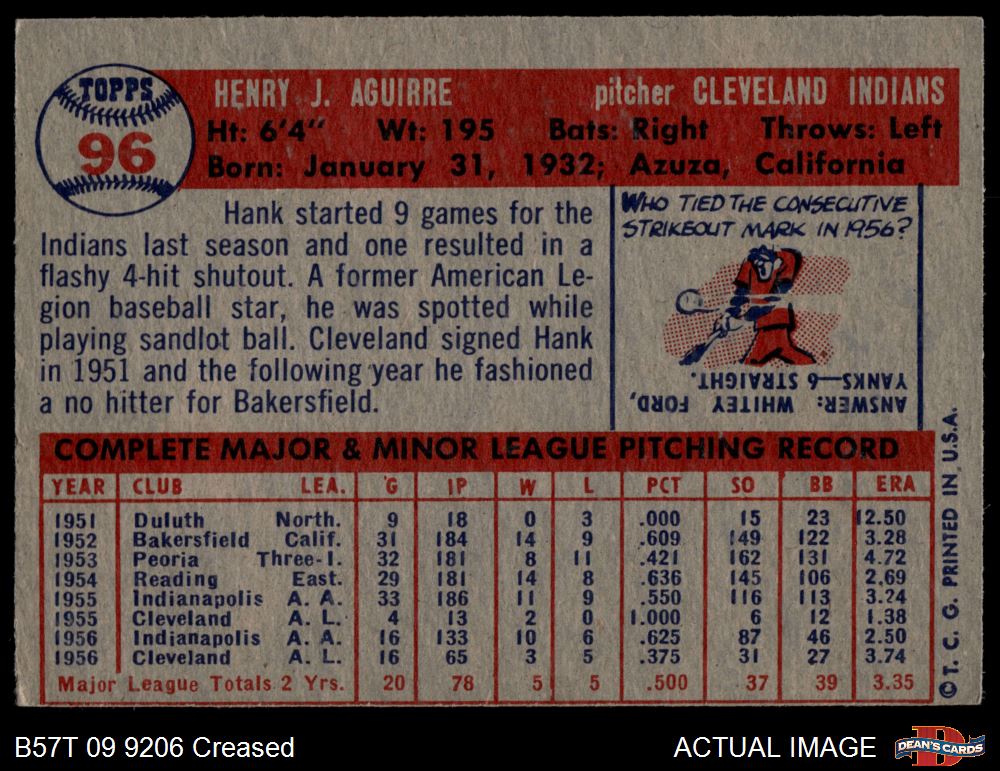 TOPPS
96
HENRY J. AGUIRRE pitcher CLEVELAND INDIANS
Ht: 6'4" Wt: 195 Bats: Right Throws: Left
Born: January 31, 1932; Azuza, California
Hank started 9 games for the
Indians last season and one resulted in a
flashy 4-hit shutout. A former American Le-
gion baseball star, he was spotted while
playing sandlot ball. Cleveland signed Hank
in 1951 and the following year he fashioned
a no hitter for Bakersfield.
WHO TIED THE CONSECUTIVE
STRIKEOUT MARK IN 1956?
ANSWER: WHITEY FORD,
YANKS—6 STRAIGHT.
COMPLETE MAJOR & MINOR LEAGUE PITCHING RECORD
YEAR CLUB LEA. G IP W L PCT SO BB ERA
1951 Duluth North. 9 18 0 3 .000 15 23 12.50
1952 Bakersfield Calif. 31 184 14 9 .609 149 122 3.28
1953 Peoria Three-I. 32 181 8 11 .421 162 131 4.72
1954 Reading East. 29 181 14 8 .636 145 106 2.69
1955 Indianapolis A. A. 33 186 11 9 .550 116 113 3.24
1955 Cleveland A. L. 4 13 2 0 1.000 6 12 1.38
1956 Indianapolis A. A. 16 133 10 6 .625 87 46 2.50
1956 Cleveland A. L. 16 65 3 5 .375 31 27 3.74
Major League Totals 2 Yrs. 20 78 5 5 .500 37 39 3.35
© T. C. G. PRINTED IN U.S.A.
B57T 09 9206 Creased
ACTUAL IMAGE
DEAN'S CARDS